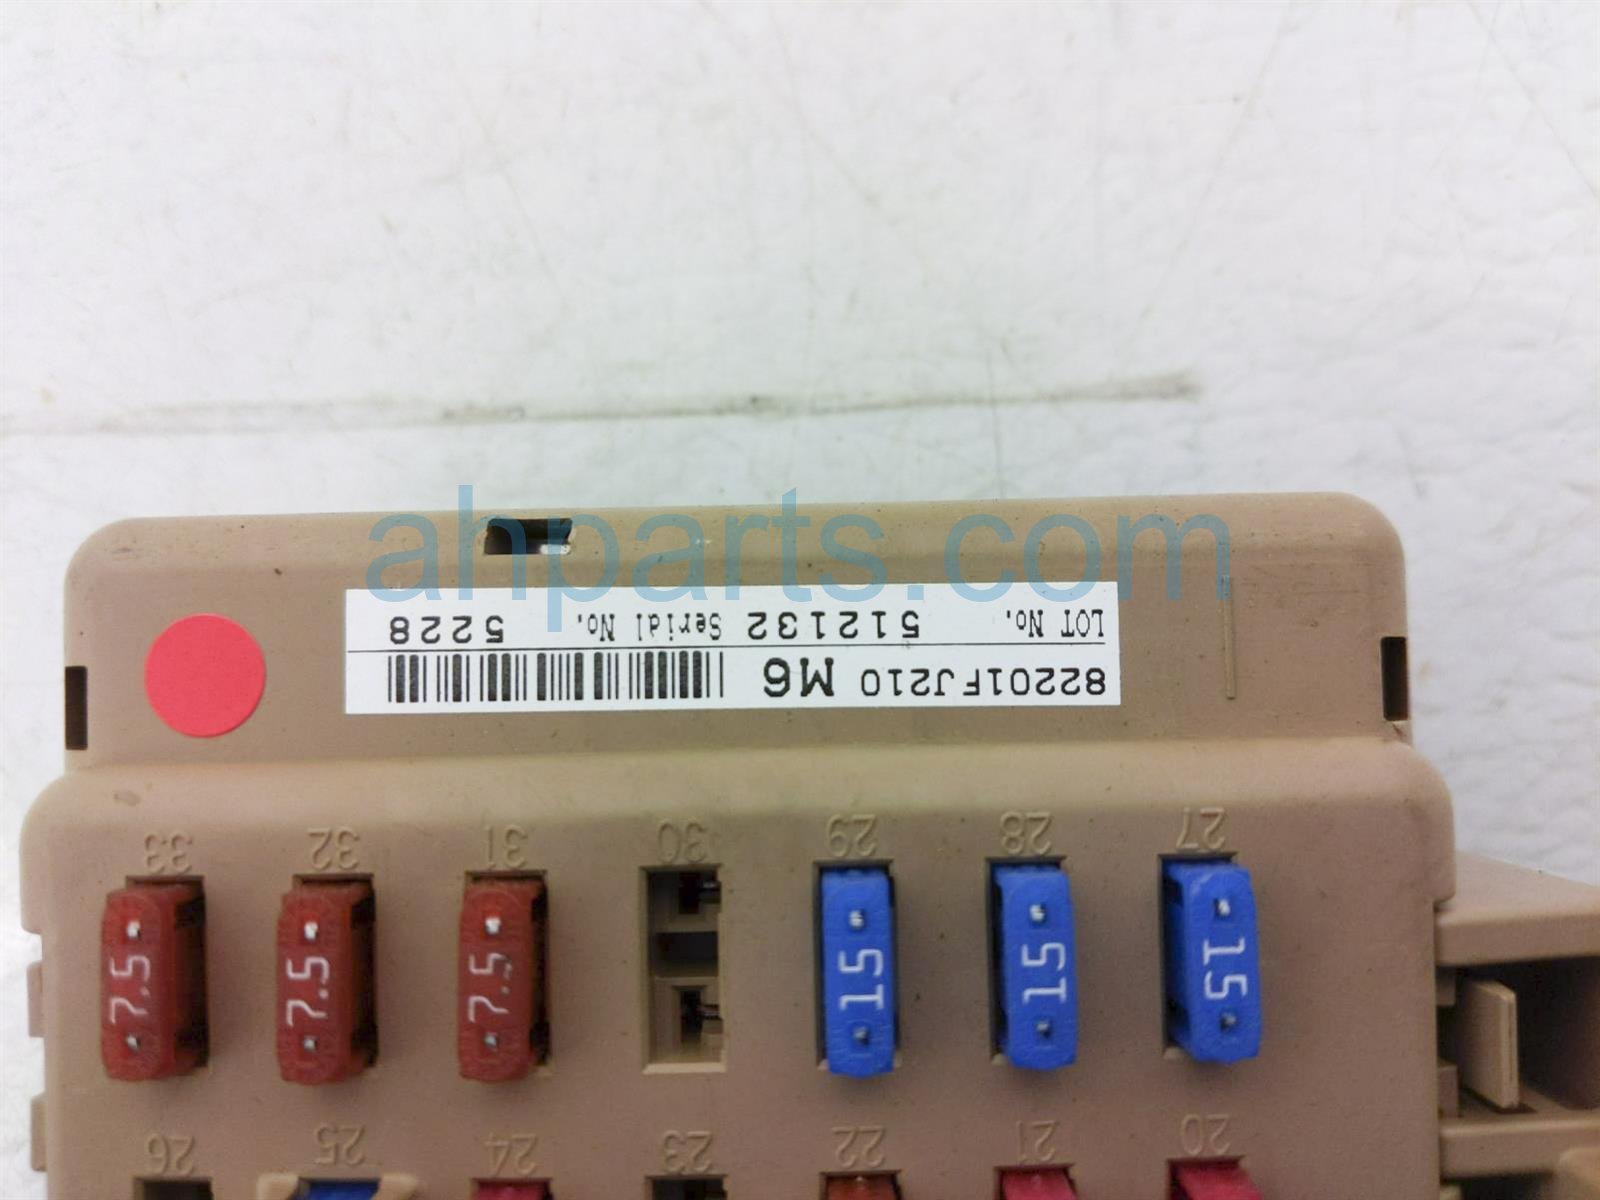 ahparts.com
LOT No. 512132 Serial No. 5228
82201FJ210 M6
33 32 31 30 29 28 27
7.5 7.5 7.5 15 15 15
26 25 24 23 22 21 20